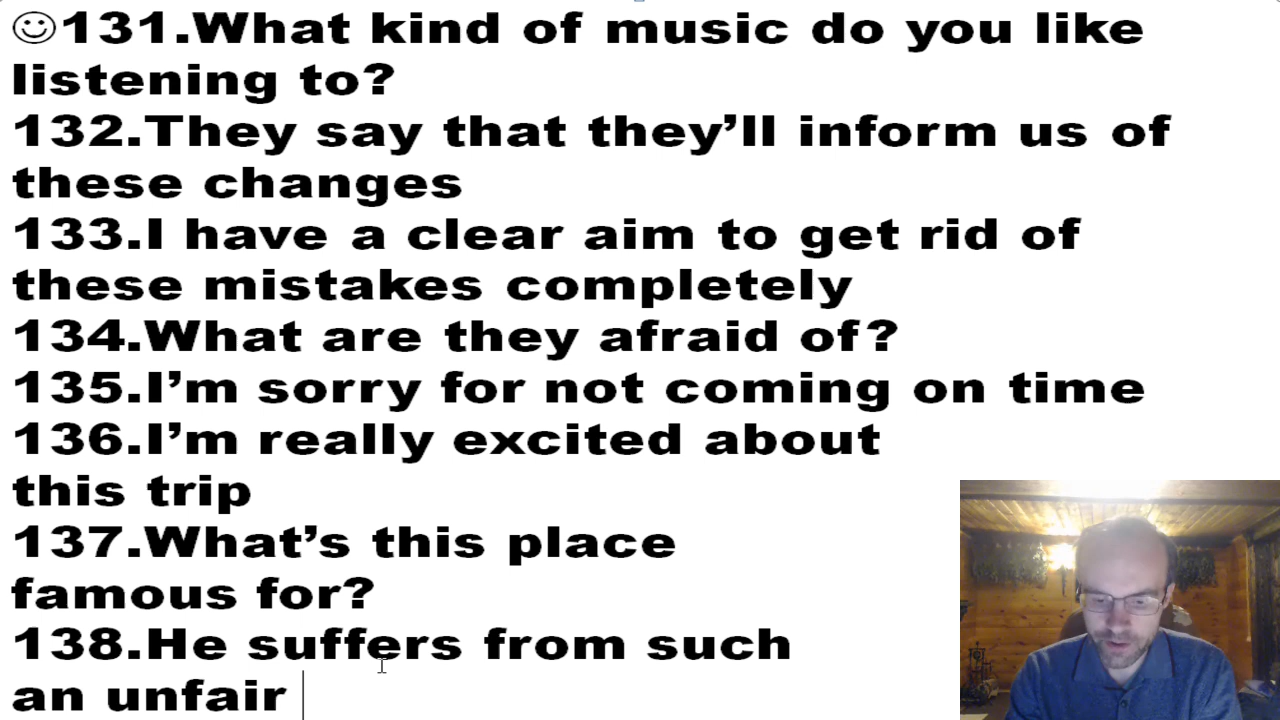 ☺131.What kind of music do you like
listening to?
132.They say that they’ll inform us of
these changes
133.I have a clear aim to get rid of
these mistakes completely
134.What are they afraid of?
135.I’m sorry for not coming on time
136.I’m really excited about
this trip
137.What’s this place
famous for?
138.He suffers from such
an unfair